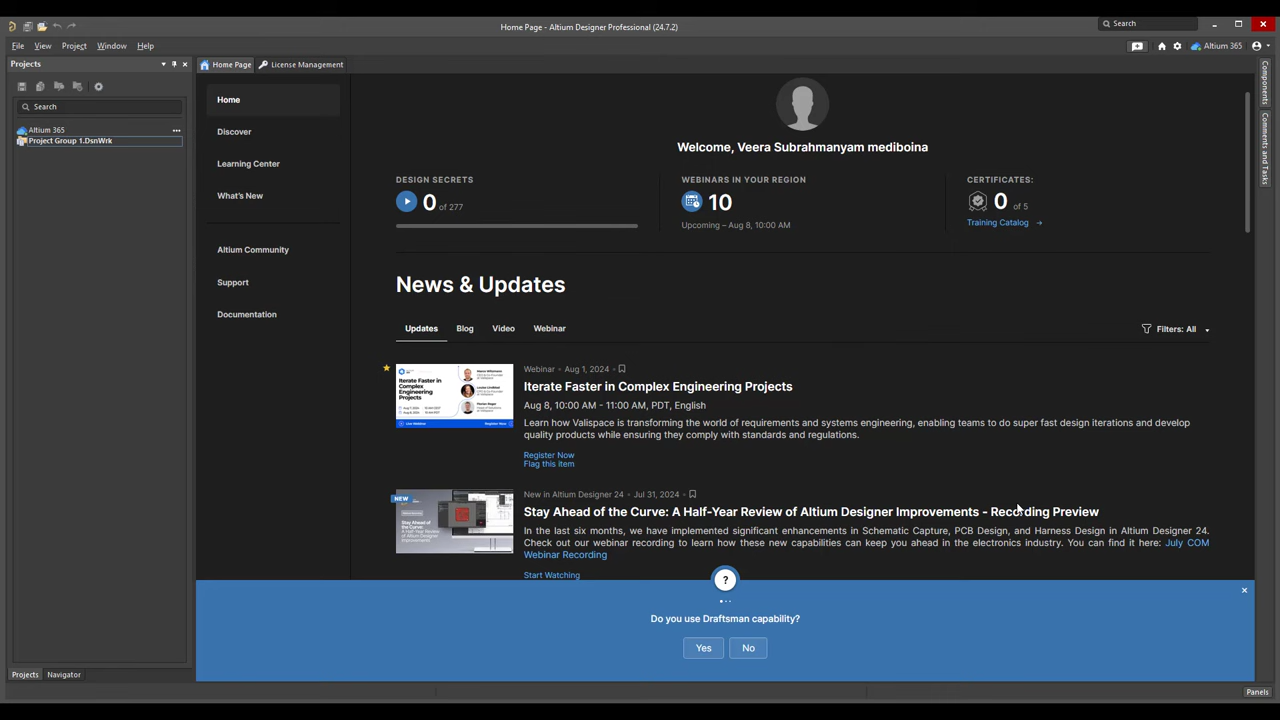 Home Page - Altium Designer Professional (24.7.2)
Search
File View Project Window Help
Altium 365
Projects
Home Page
License Management
Search
Altium 365
Project Group 1.DsnWrk
Projects
Navigator
Home
Discover
Learning Center
What's New
Altium Community
Support
Documentation
Welcome, Veera Subrahmanyam mediboina
DESIGN SECRETS
0 of 277
WEBINARS IN YOUR REGION
10
Upcoming – Aug 8, 10:00 AM
CERTIFICATES:
0 of 5
Training Catalog →
News & Updates
Updates Blog Video Webinar
Filters: All
Iterate Faster in
Complex
Engineering
Projects
Webinar • Aug 1, 2024 •
Iterate Faster in Complex Engineering Projects
Aug 8, 10:00 AM - 11:00 AM, PDT, English
Learn how Valispace is transforming the world of requirements and systems engineering, enabling teams to do super fast design iterations and develop
quality products while ensuring they comply with standards and regulations.
Register Now
Flag this item
NEW
New in Altium Designer 24 • Jul 31, 2024 •
Stay Ahead of the Curve: A Half-Year Review of Altium Designer Improvements - Recording Preview
In the last six months, we have implemented significant enhancements in Schematic Capture, PCB Design, and Harness Design in Altium Designer 24.
Check out our webinar recording to learn how these new capabilities can keep you ahead in the electronics industry. You can find it here: July COM
Webinar Recording
Start Watching
?
Do you use Draftsman capability?
Yes No
Components
Comments and Tasks
Panels